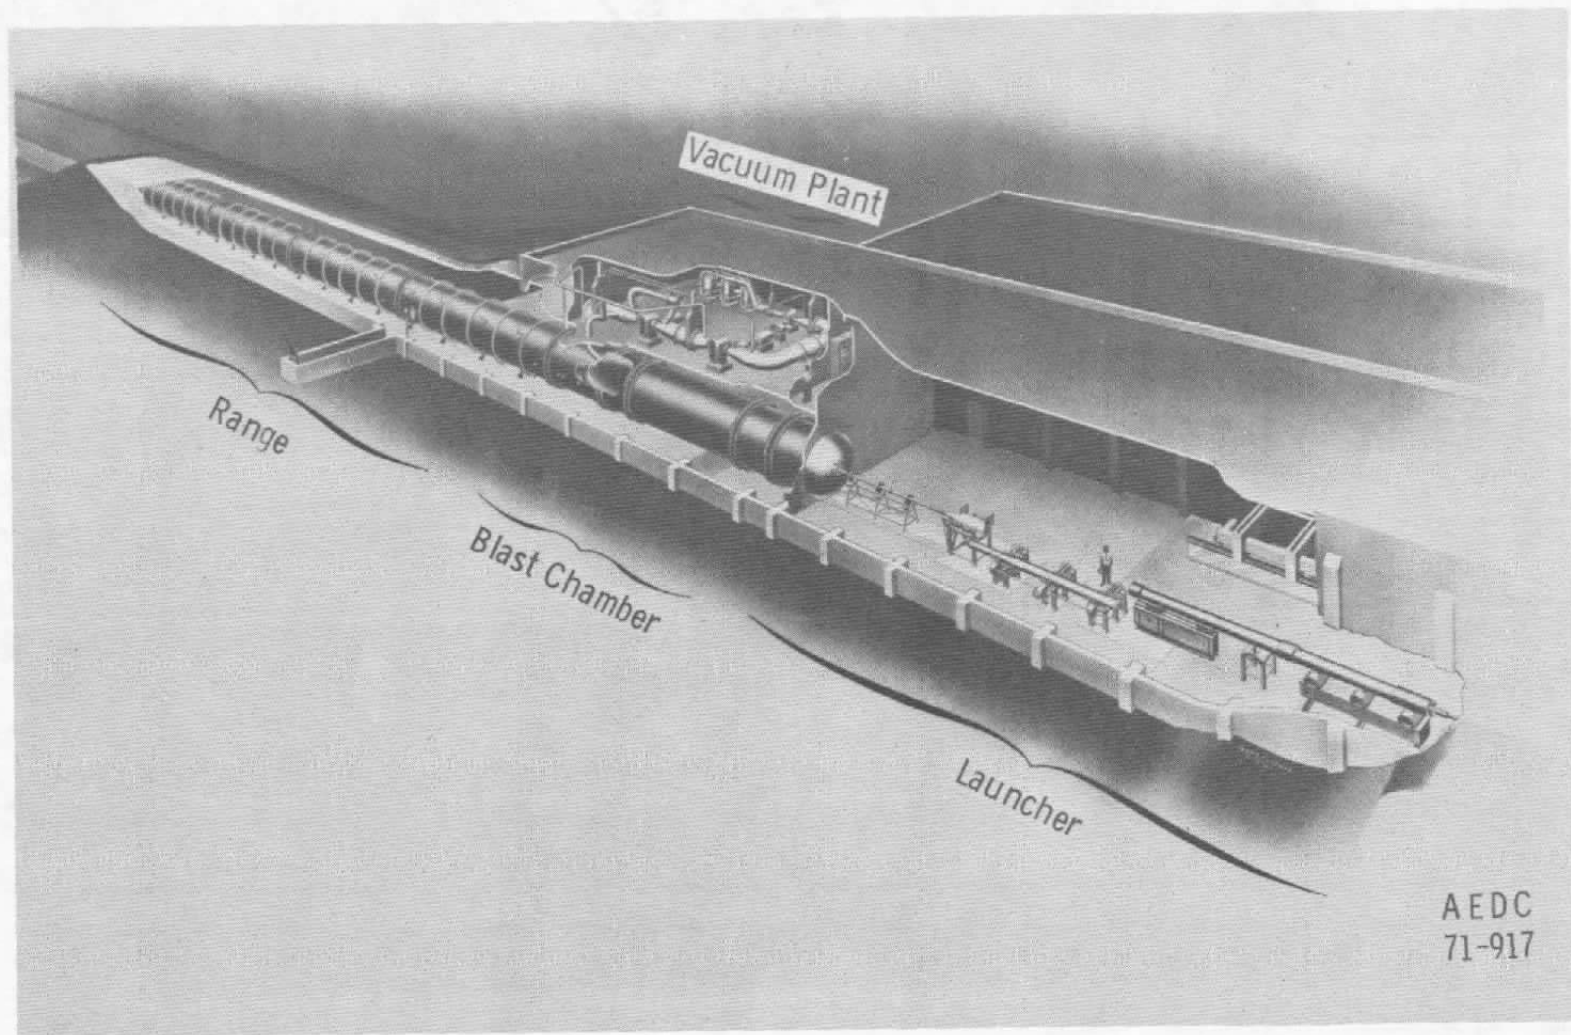 Vacuum Plant
Range
Blast Chamber
Launcher
AEDC
71-917